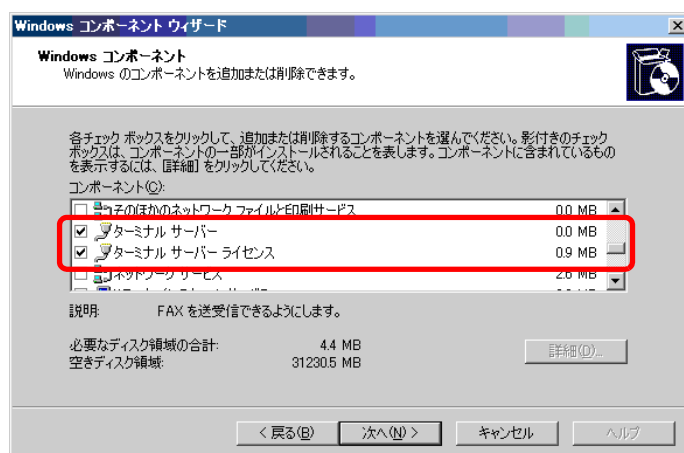 Windows コンポーネント ウィザード
Windows コンポーネント
Windows のコンポーネントを追加または削除できます。
各チェック ボックスをクリックして、追加または削除するコンポーネントを選んでください。影付きのチェック
ボックスは、コンポーネントの一部がインストールされることを表します。コンポーネントに含まれているもの
を表示するには、[詳細] をクリックしてください。
コンポーネント(C):
そのほかのネットワーク ファイルと印刷サービス 0.0 MB
ターミナル サーバー 0.0 MB
ターミナル サーバー ライセンス 0.9 MB
ネットワーク サービス 2.6 MB
説明: FAX を送受信できるようにします。
必要なディスク領域の合計: 4.4 MB
空きディスク領域: 31230.5 MB
詳細(D)...
< 戻る(B) 次へ(N) > キャンセル ヘルプ